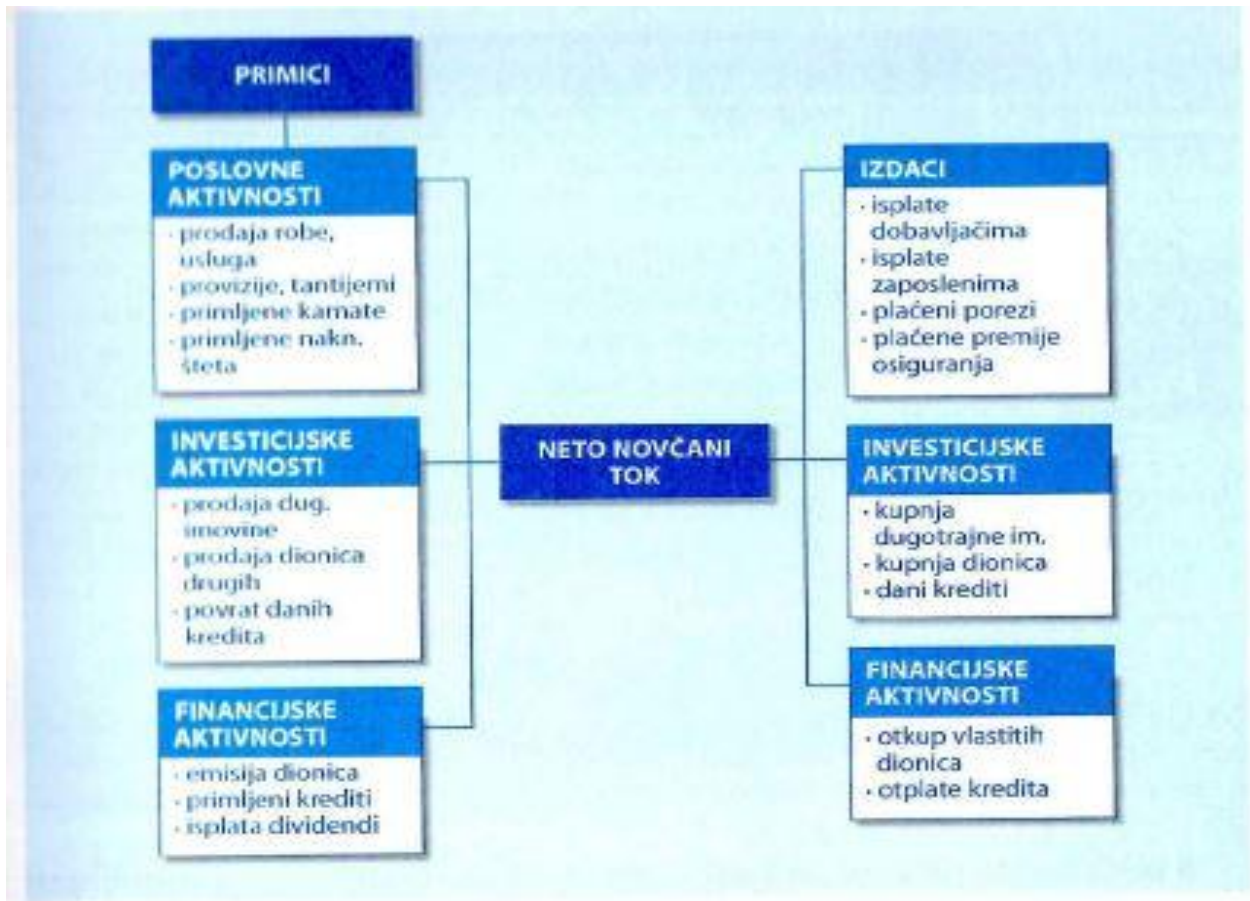 PRIMICI
POSLOVNE
AKTIVNOSTI
· prodaja robe,
usluga
· provizije, tantijemi
· primljene kamate
· primljene nakn.
šteta
INVESTICIJSKE
AKTIVNOSTI
· prodaja dug.
imovine
· prodaja dionica
drugih
· povrat danih
kredita
FINANCIJSKE
AKTIVNOSTI
· emisija dionica
· primljeni krediti
· isplata dividendi
NETO NOVČANI
TOK
IZDACI
· isplate
dobavljačima
· isplate
zaposlenima
· plaćeni porezi
· plaćene premije
osiguranja
INVESTICIJSKE
AKTIVNOSTI
· kupnja
dugotrajne im.
· kupnja dionica
· dani krediti
FINANCIJSKE
AKTIVNOSTI
· otkup vlastitih
dionica
· otplate kredita